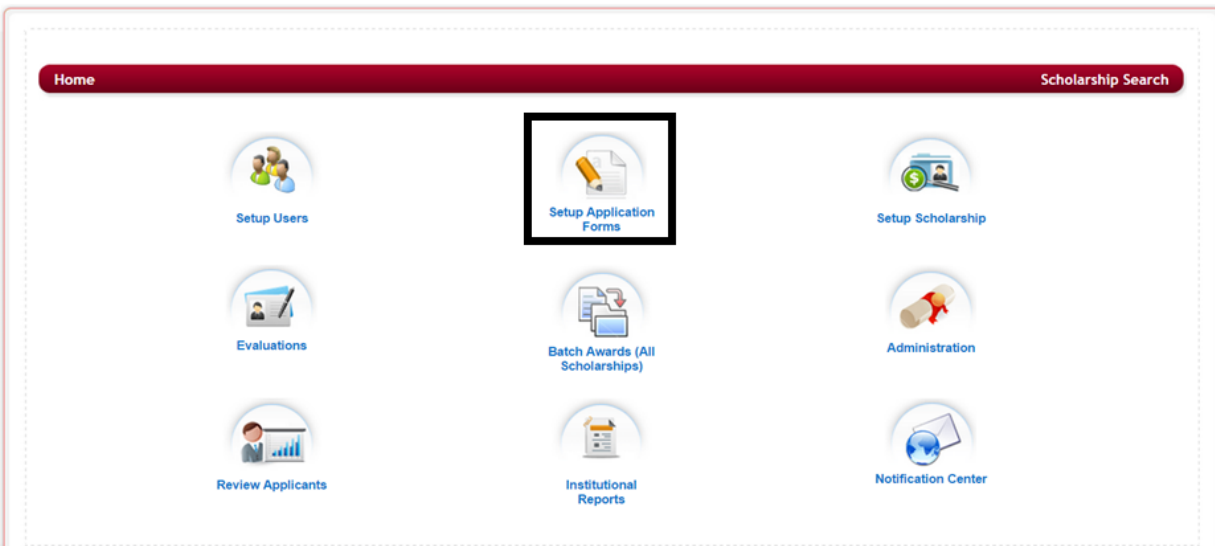 Home
Scholarship Search
Setup Users
Setup Application
Forms
Setup Scholarship
Evaluations
Batch Awards (All
Scholarships)
Administration
Review Applicants
Institutional
Reports
Notification Center